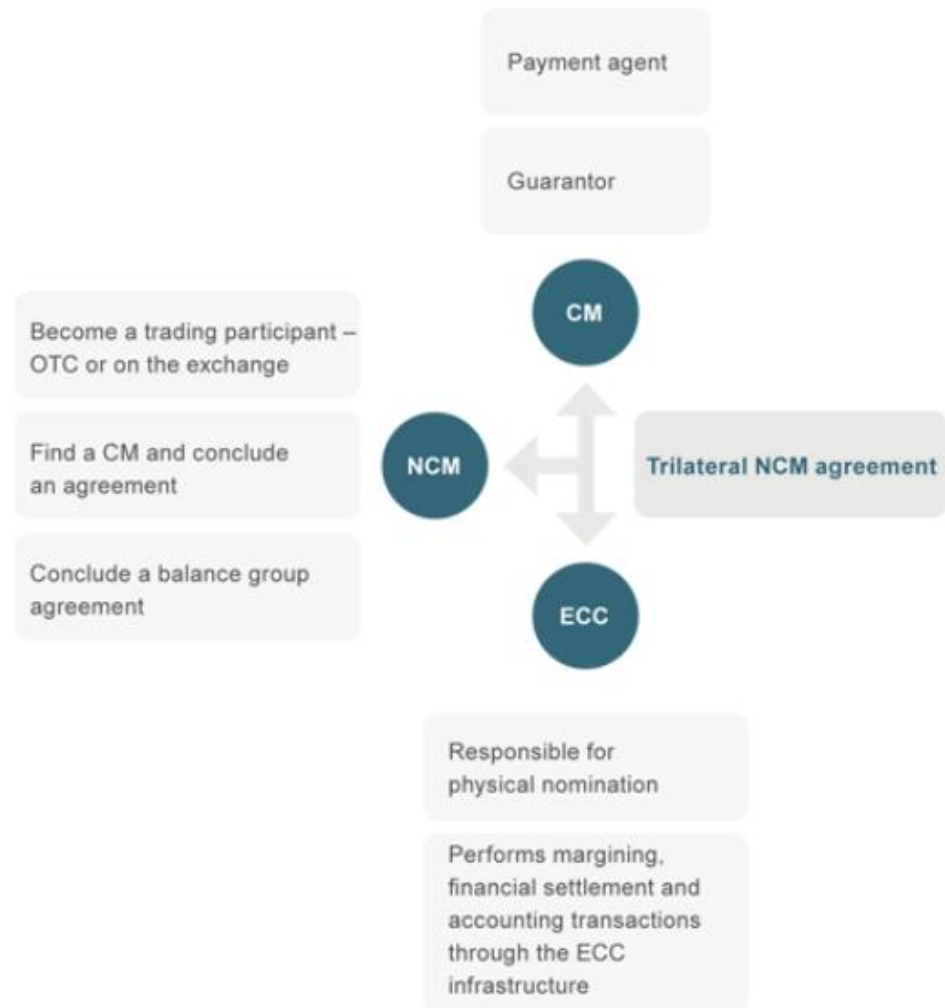 Payment agent
Guarantor
CM
Become a trading participant –
OTC or on the exchange
Find a CM and conclude
an agreement
NCM
Trilateral NCM agreement
Conclude a balance group
agreement
ECC
Responsible for
physical nomination
Performs margining,
financial settlement and
accounting transactions
through the ECC
infrastructure